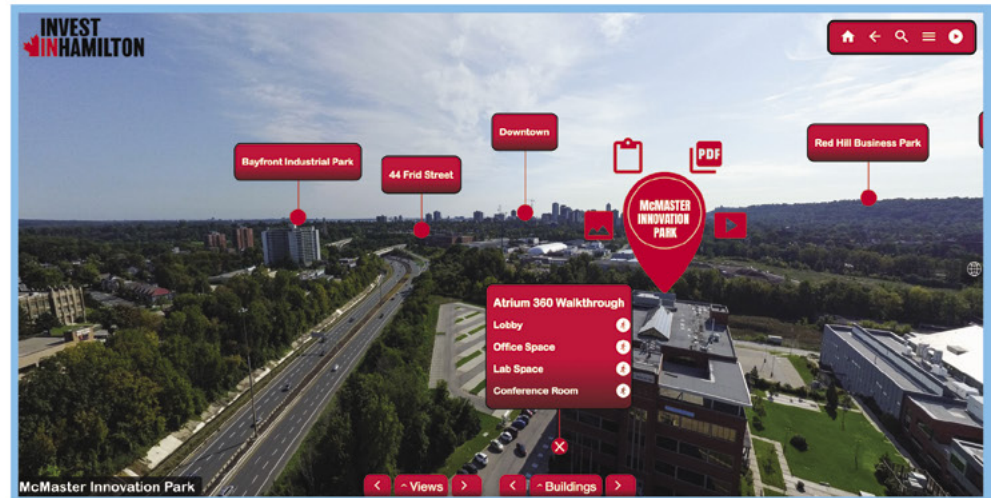 INVEST
INHAMILTON
Downtown
Red Hill Business Park
Bayfront Industrial Park
44 Frid Street
PDF
McMASTER
INNOVATION
PARK
Atrium 360 Walkthrough
Lobby
Office Space
Lab Space
Conference Room
McMaster Innovation Park
< ^Views >
< ^Buildings >